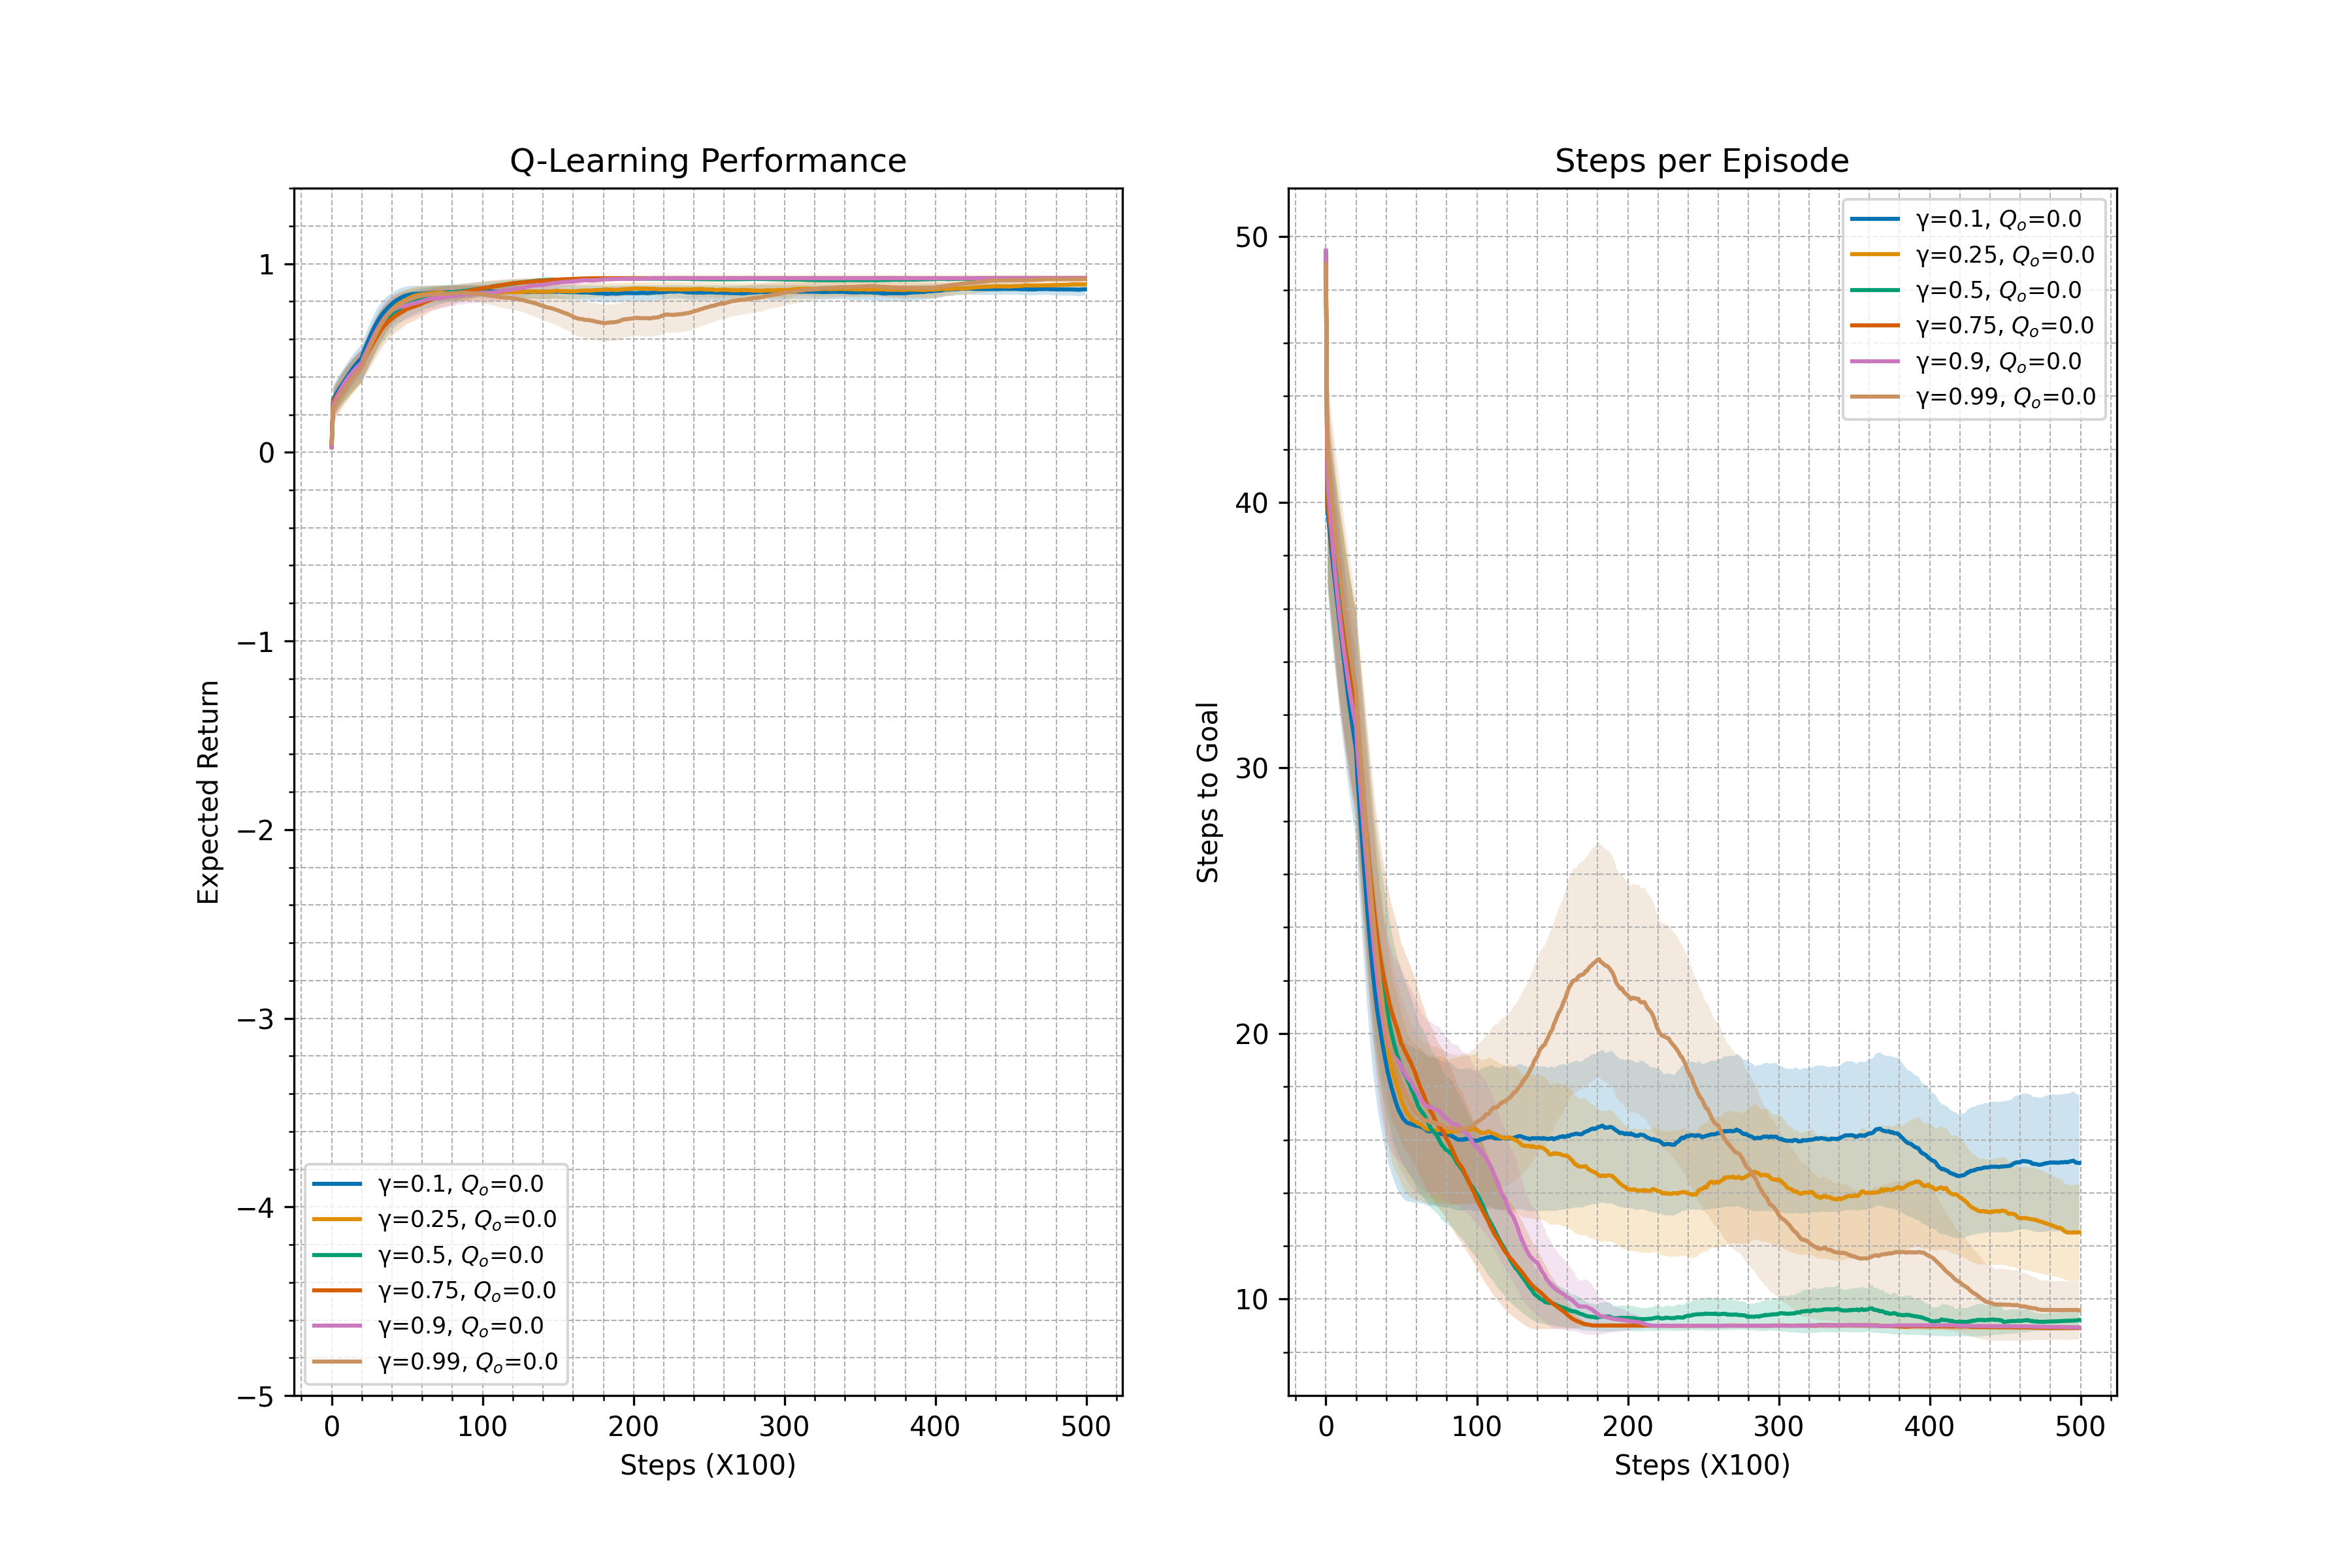 Q-Learning Performance
Expected Return
1
0
−1
−2
−3
−4
−5
γ=0.1, Qₒ=0.0
γ=0.25, Qₒ=0.0
γ=0.5, Qₒ=0.0
γ=0.75, Qₒ=0.0
γ=0.9, Qₒ=0.0
γ=0.99, Qₒ=0.0
0 100 200 300 400 500
Steps (X100)
Steps per Episode
Steps to Goal
50
40
30
20
10
γ=0.1, Qₒ=0.0
γ=0.25, Qₒ=0.0
γ=0.5, Qₒ=0.0
γ=0.75, Qₒ=0.0
γ=0.9, Qₒ=0.0
γ=0.99, Qₒ=0.0
0 100 200 300 400 500
Steps (X100)